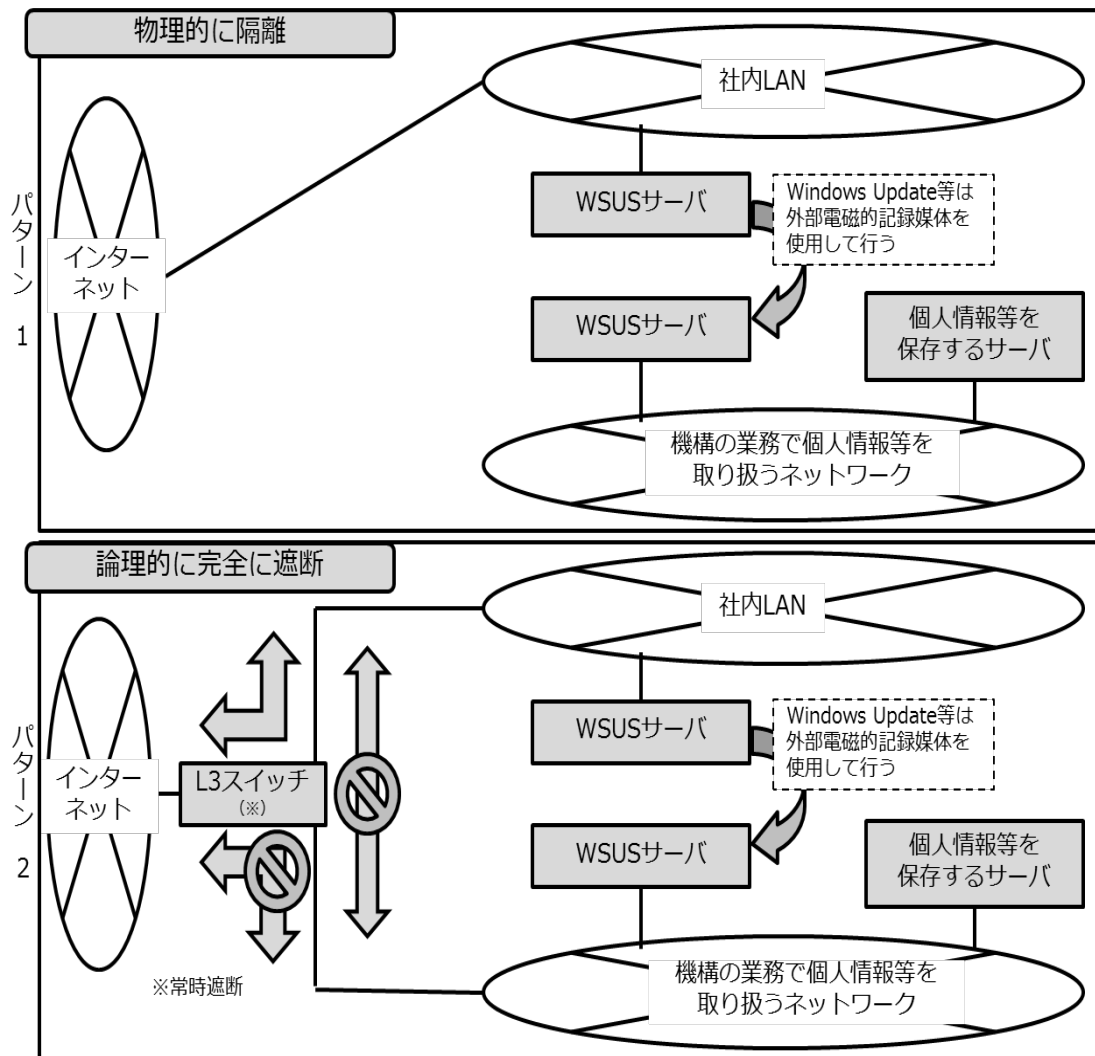 物理的に隔離
社内LAN
WSUSサーバ
Windows Update等は
外部電磁的記録媒体を
使用して行う
パターン 1
インター
ネット
WSUSサーバ
個人情報等を
保存するサーバ
機構の業務で個人情報等を
取り扱うネットワーク
論理的に完全に遮断
社内LAN
WSUSサーバ
Windows Update等は
外部電磁的記録媒体を
使用して行う
パターン 2
インター
ネット
L3スイッチ
(※)
WSUSサーバ
個人情報等を
保存するサーバ
※常時遮断
機構の業務で個人情報等を
取り扱うネットワーク